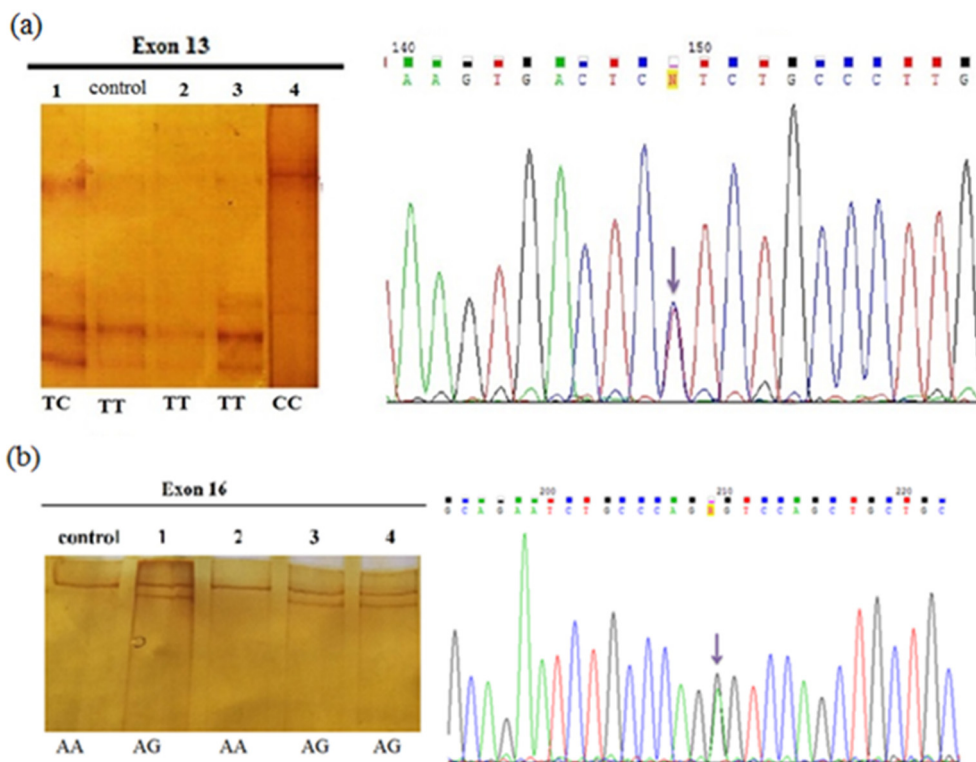 (a)
Exon 13
1 control 2 3 4
TC TT TT TT CC
140 150
A A G T G A C T C N T C T G C C C T T G
(b)
Exon 16
control 1 2 3 4
AA AG AA AG AG
200 210 220
G C A G A A T C T G C C C A G N G T C C A G C T G C T G C